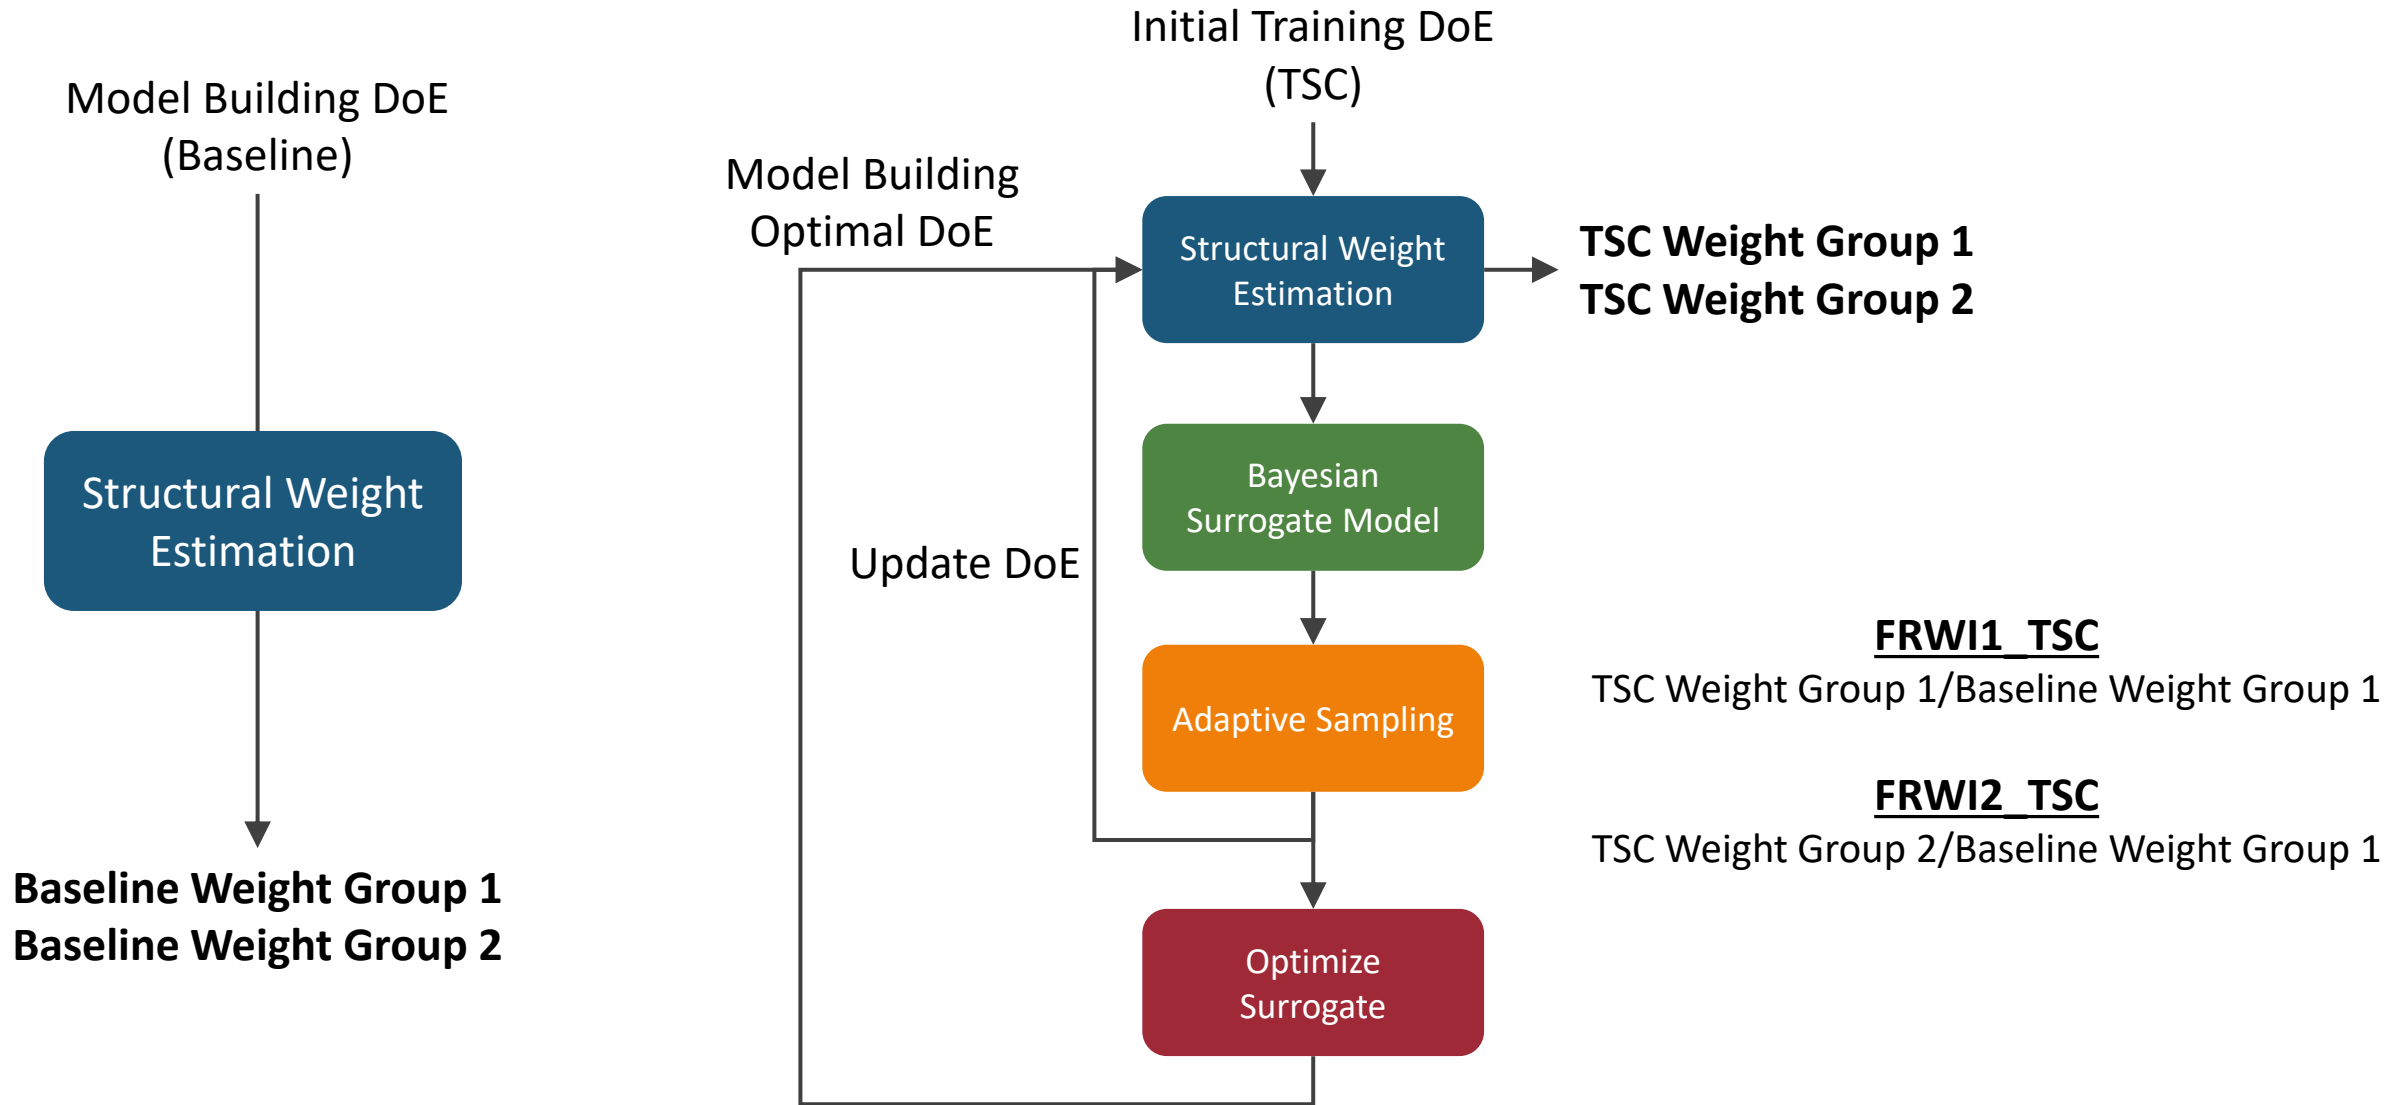 Model Building DoE
(Baseline)
Structural Weight
Estimation
Baseline Weight Group 1
Baseline Weight Group 2
Initial Training DoE
(TSC)
Model Building
Optimal DoE
Structural Weight
Estimation
TSC Weight Group 1
TSC Weight Group 2
Bayesian
Surrogate Model
Update DoE
Adaptive Sampling
Optimize
Surrogate
FRWI1_TSC
TSC Weight Group 1/Baseline Weight Group 1
FRWI2_TSC
TSC Weight Group 2/Baseline Weight Group 1